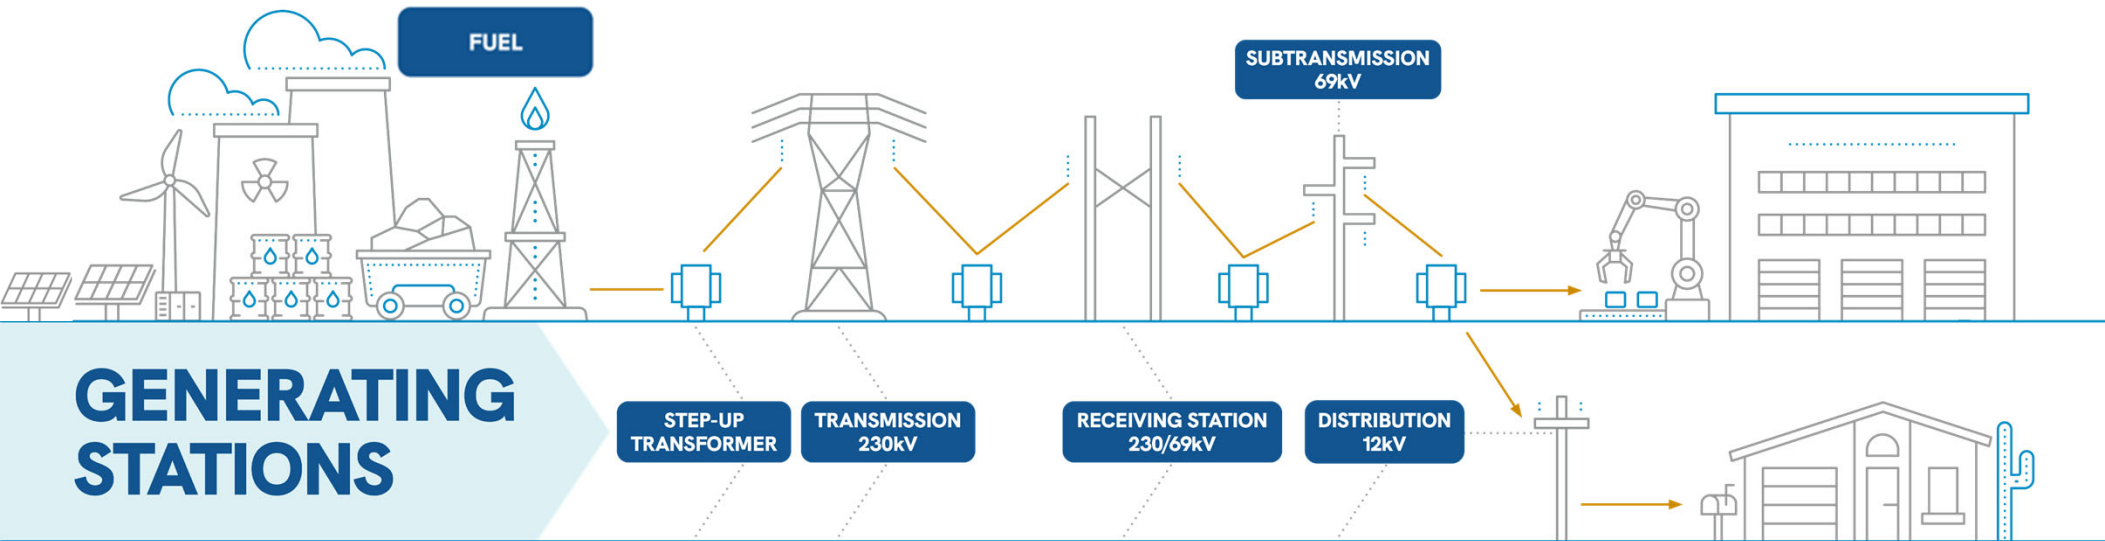 FUEL
SUBTRANSMISSION
69kV
GENERATING
STATIONS
STEP-UP
TRANSFORMER
TRANSMISSION
230kV
RECEIVING STATION
230/69kV
DISTRIBUTION
12kV